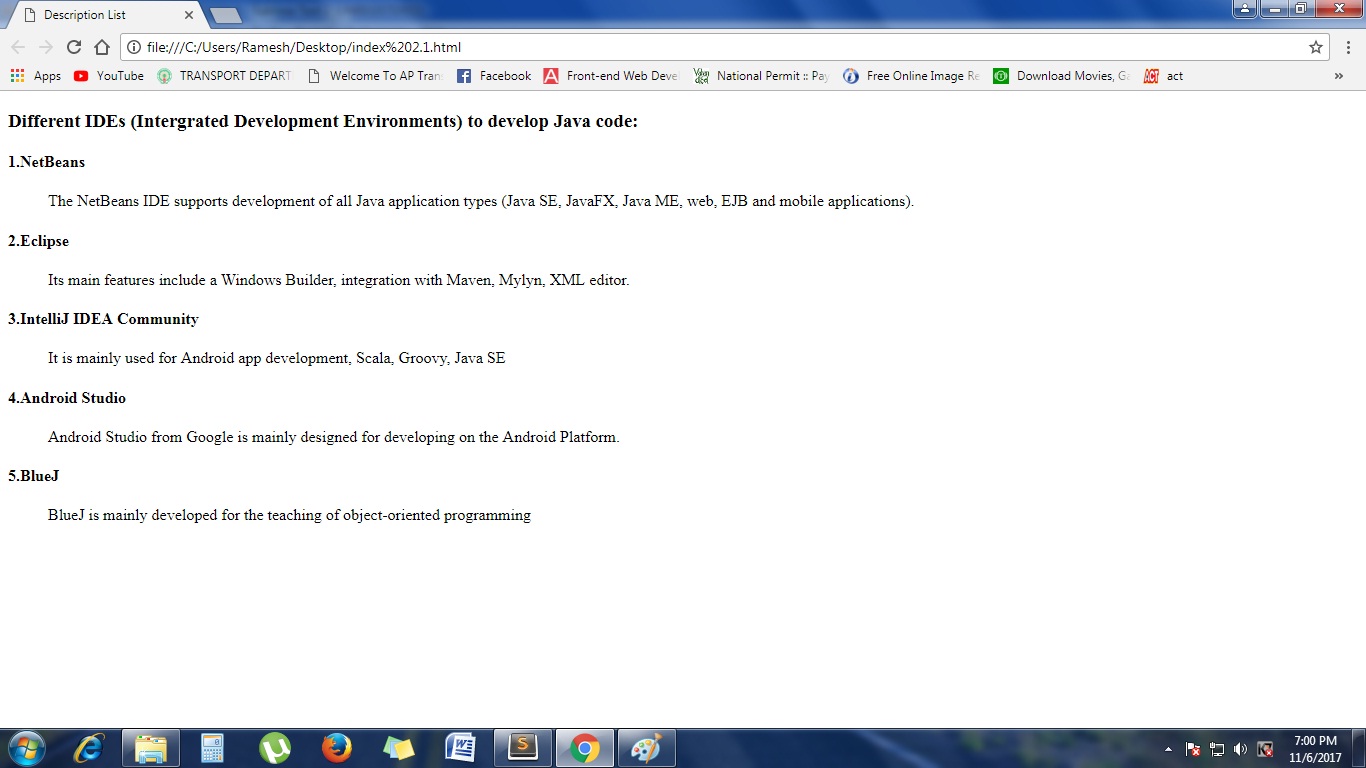 Description List
file:///C:/Users/Ramesh/Desktop/index%202.1.html
Apps YouTube TRANSPORT DEPART Welcome To AP Tran Facebook Front-end Web Deve National Permit :: Pay Free Online Image Re Download Movies, Ga act
Different IDEs (Intergrated Development Environments) to develop Java code:
1.NetBeans
The NetBeans IDE supports development of all Java application types (Java SE, JavaFX, Java ME, web, EJB and mobile applications).
2.Eclipse
Its main features include a Windows Builder, integration with Maven, Mylyn, XML editor.
3.IntelliJ IDEA Community
It is mainly used for Android app development, Scala, Groovy, Java SE
4.Android Studio
Android Studio from Google is mainly designed for developing on the Android Platform.
5.BlueJ
BlueJ is mainly developed for the teaching of object-oriented programming
7:00 PM
11/6/2017